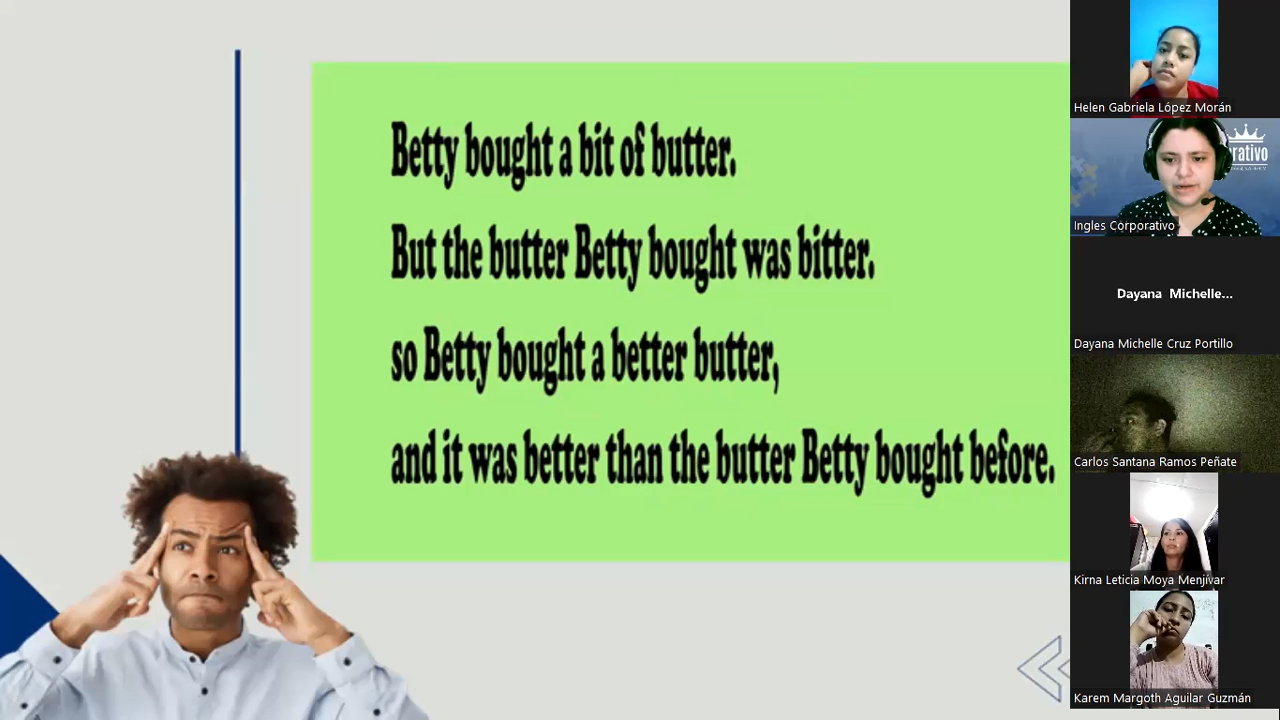 Betty bought a bit of butter.
But the butter Betty bought was bitter.
so Betty bought a better butter,
and it was better than the butter Betty bought before.
Helen Gabriela López Morán
rativo
Ingles Corporativo
Dayana Michelle...
Dayana Michelle Cruz Portillo
Carlos Santana Ramos Peñate
Kirna Leticia Moya Menjívar
Karem Margoth Aguilar Guzmán